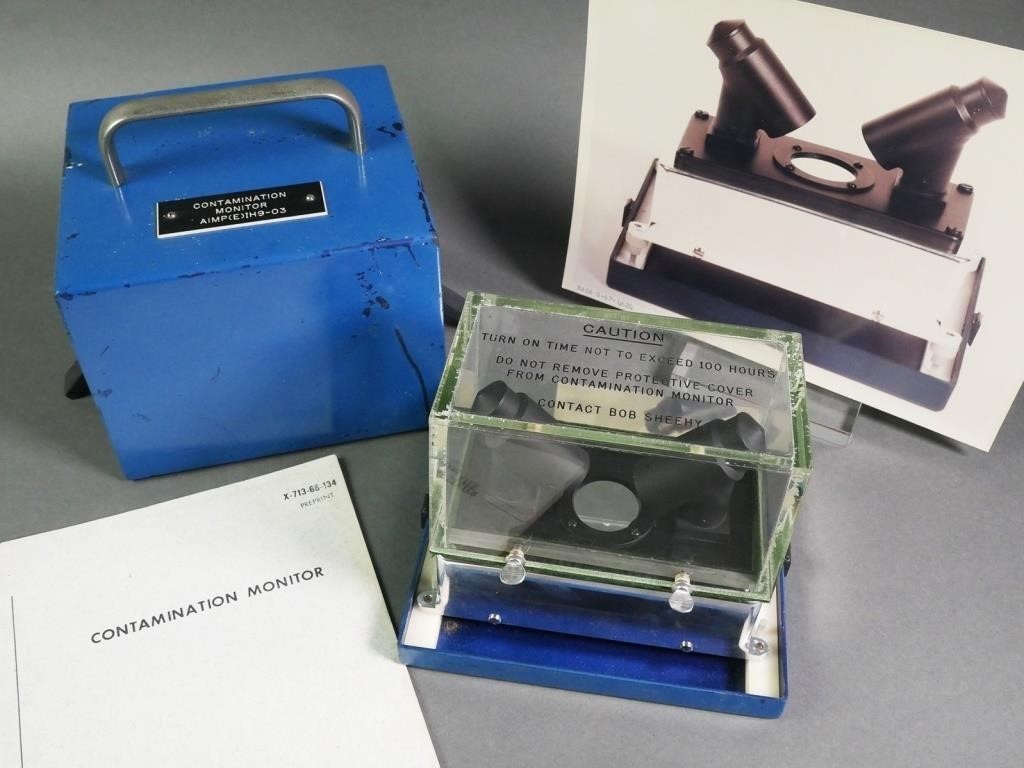 CONTAMINATION
MONITOR
AIMP(E)IH9-03
CAUTION
TURN ON TIME NOT TO EXCEED 100 HOURS
DO NOT REMOVE PROTECTIVE COVER
FROM CONTAMINATION MONITOR
CONTACT BOB SHEEHY
X-713-66-134
PREPRINT
CONTAMINATION MONITOR